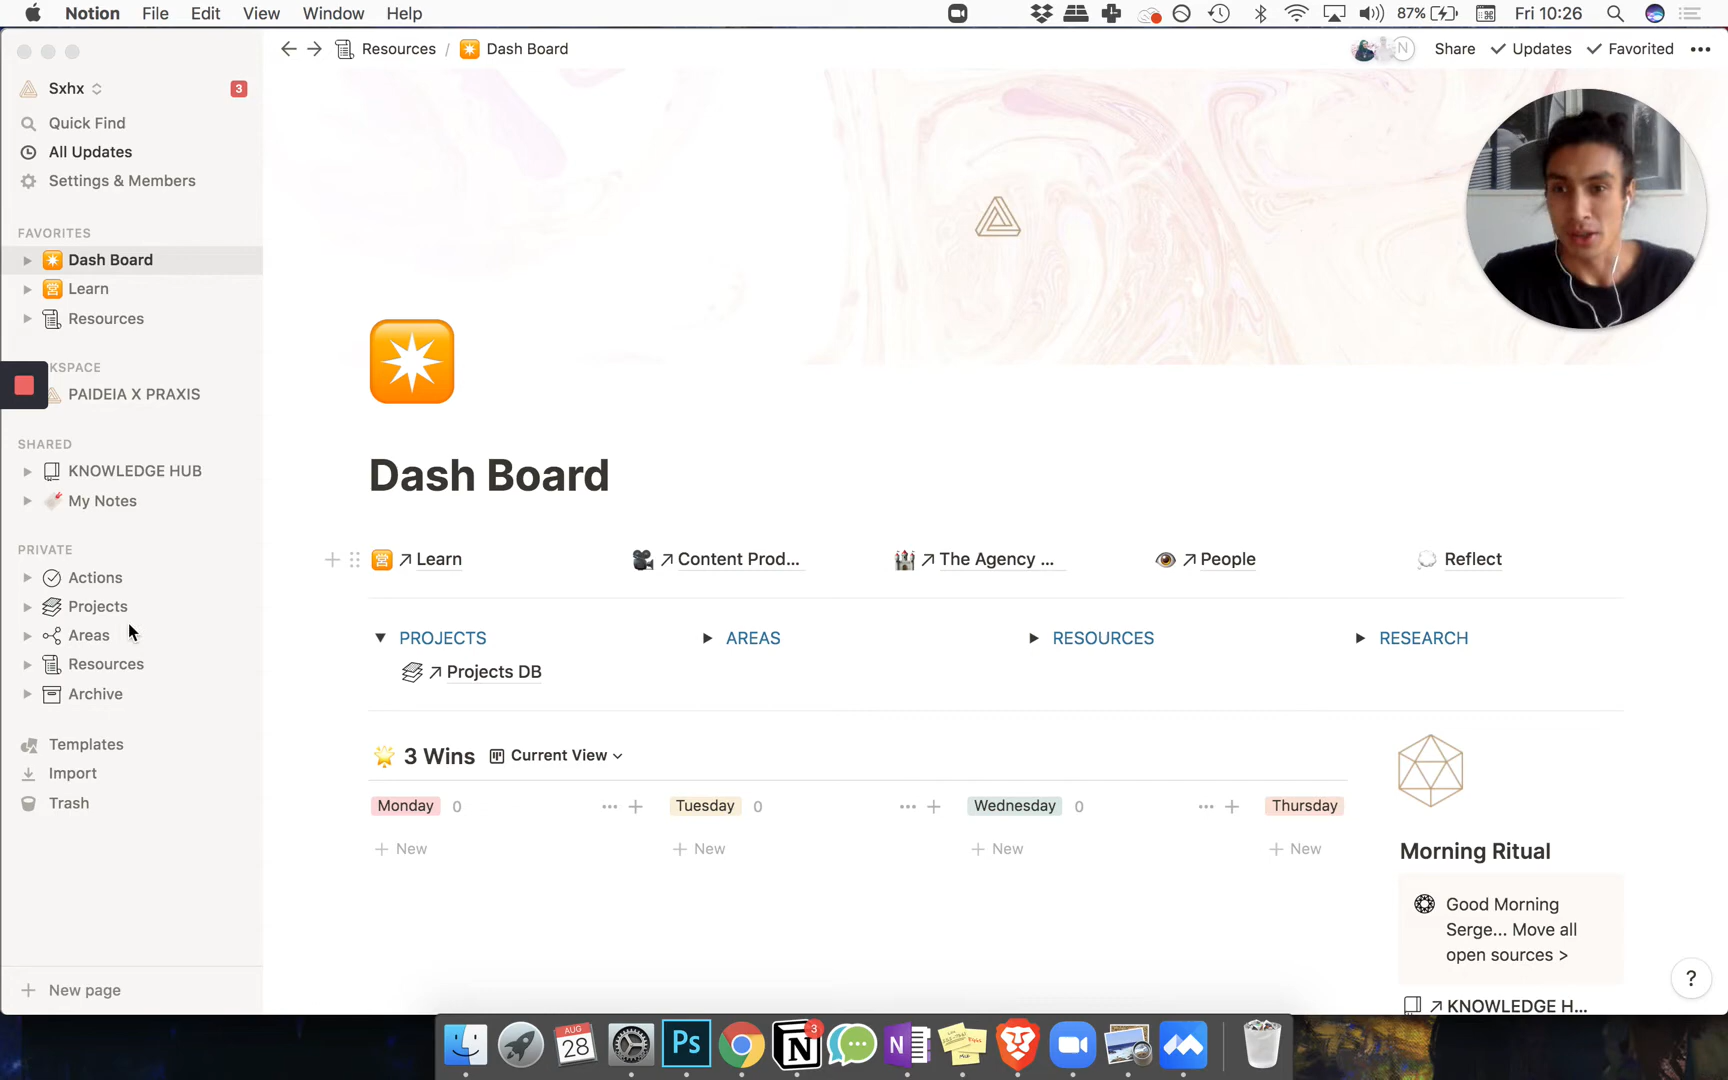 Notion File Edit View Window Help 87% Fri 10:26
Resources / Dash Board N Share Updates Favorited
Sxhx 3
Quick Find
All Updates
Settings & Members
FAVORITES
Dash Board
営 Learn
Resources
KSPACE
PAIDEIA X PRAXIS
SHARED
KNOWLEDGE HUB
My Notes
PRIVATE
Actions
Projects
Areas
Resources
Archive
Templates
Import
Trash
New page
Dash Board
営 Learn Content Prod... The Agency ... People Reflect
PROJECTS AREAS RESOURCES RESEARCH
Projects DB
3 Wins Current View
Monday 0 Tuesday 0 Wednesday 0 Thursday
New New New New
Morning Ritual
Good Morning
Serge... Move all
open sources >
KNOWLEDGE H...
?
AUG
28
Ps
N
3
N